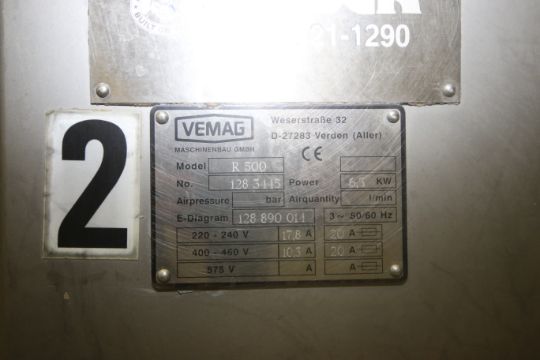 21-1290
2
VEMAG
MASCHINENBAU GMBH
Weserstraße 32
D-27283 Verden (Aller)
CE
Model R 500
No. 128 3445 Power 6.3 KW
Airpressure bar Airquantity l/min
E-Diagram 128 890 014 3~ 50/60 Hz
220 - 240 V 17,8 A 20 A
400 - 460 V 10,3 A 20 A
575 V A A